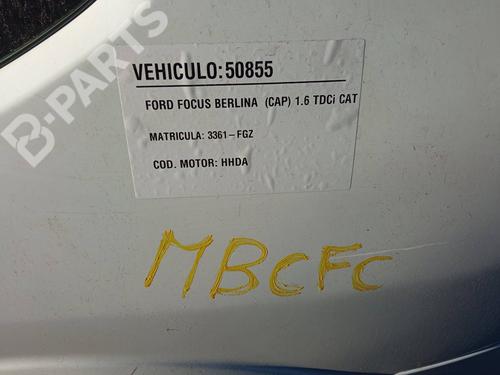 B-PARTS
VEHICULO:50855
FORD FOCUS BERLINA (CAP) 1.6 TDCi CAT
MATRICULA: 3361-FGZ
COD. MOTOR: HHDA
MBCFC